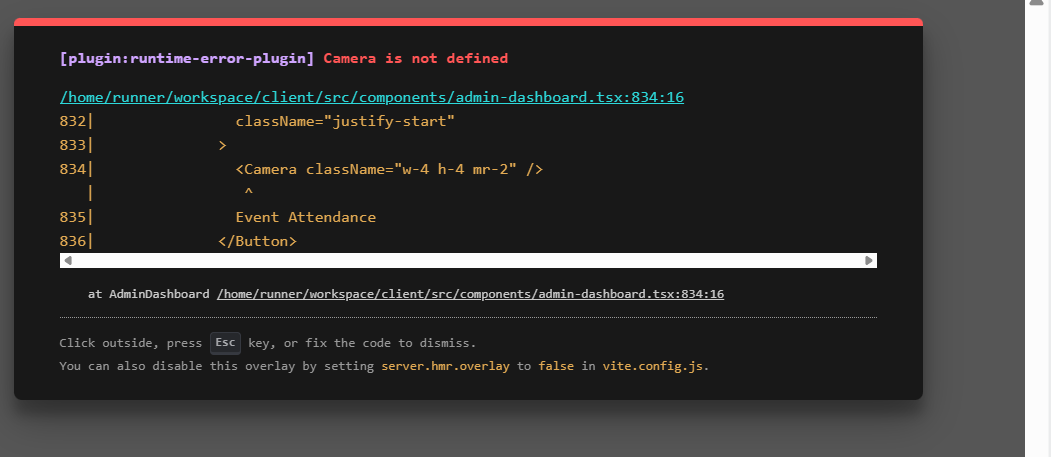 [plugin:runtime-error-plugin] Camera is not defined
/home/runner/workspace/client/src/components/admin-dashboard.tsx:834:16
832|                className="justify-start"
833|              >
834|                <Camera className="w-4 h-4 mr-2" />
   |                 ^
835|                Event Attendance
836|              </Button>
at AdminDashboard /home/runner/workspace/client/src/components/admin-dashboard.tsx:834:16
Click outside, press Esc key, or fix the code to dismiss.
You can also disable this overlay by setting server.hmr.overlay to false in vite.config.js.